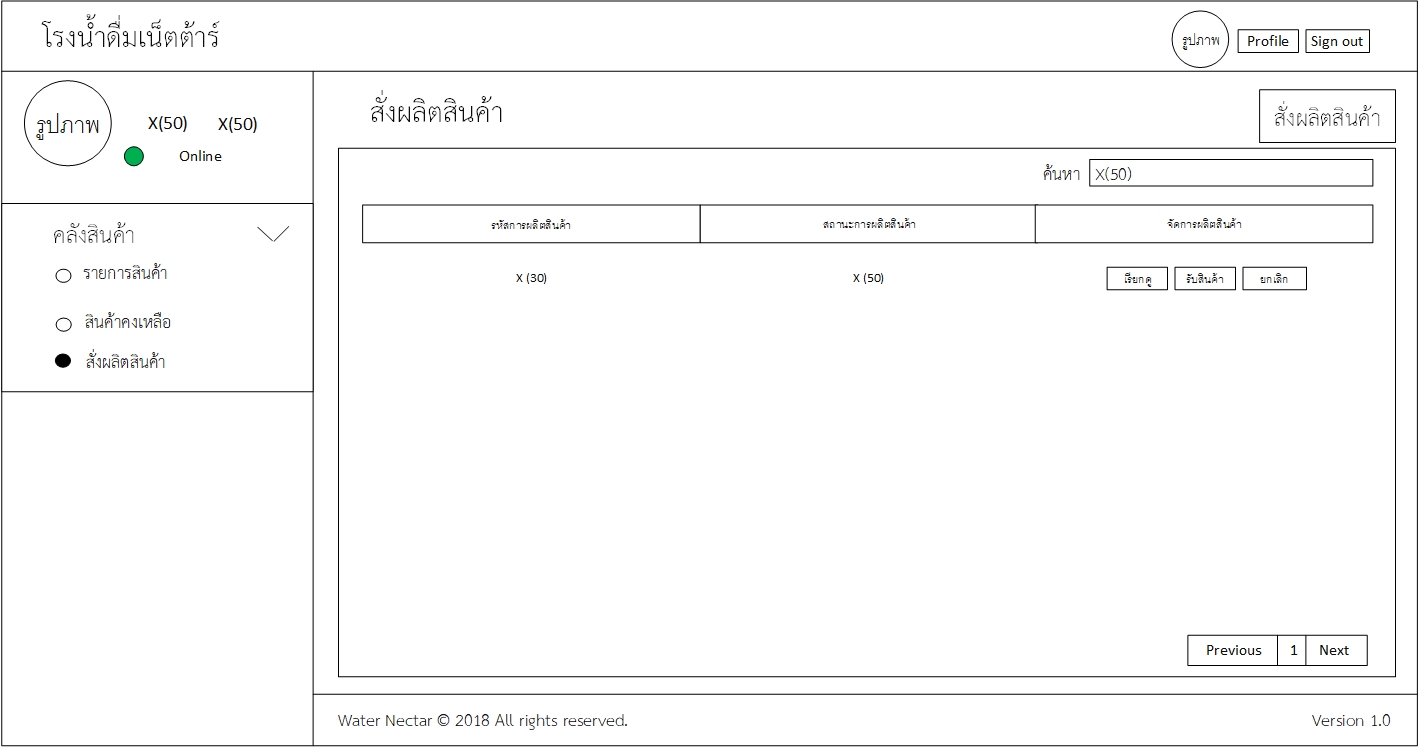 โรงน้ำดื่มเน็ตต้าร์
รูปภาพ Profile Sign out
รูปภาพ X(50) X(50)
Online
คลังสินค้า
รายการสินค้า
สินค้าคงเหลือ
สั่งผลิตสินค้า
สั่งผลิตสินค้า
สั่งผลิตสินค้า
ค้นหา X(50)
รหัสการผลิตสินค้า สถานะการผลิตสินค้า จัดการผลิตสินค้า
X (30) X (50) เรียกดู รับสินค้า ยกเลิก
Previous 1 Next
Water Nectar © 2018 All rights reserved. Version 1.0